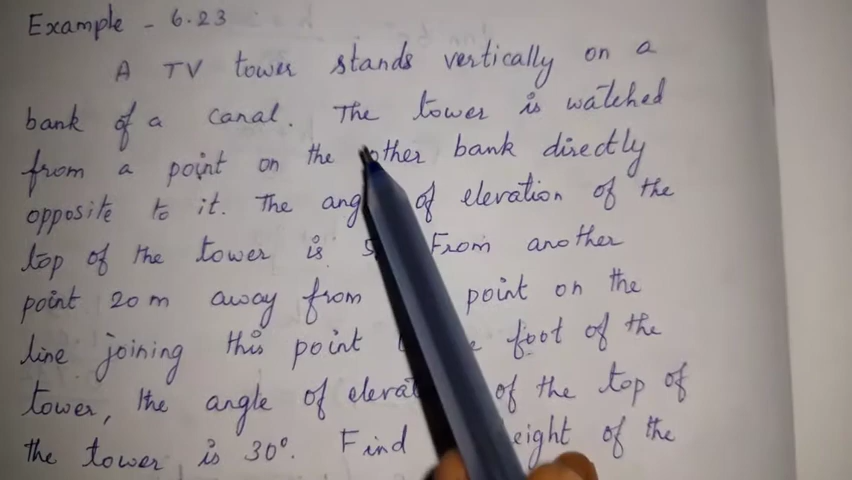 Example - 6.23
A TV tower stands vertically on a
bank of a canal. The tower is watched
from a point on the other bank directly
opposite to it. The angle of elevation of the
top of the tower is From another
point 20 m away from point on the
line joining this point foot of the
tower, the angle of elevation of the top of
the tower is 30°. Find height of the